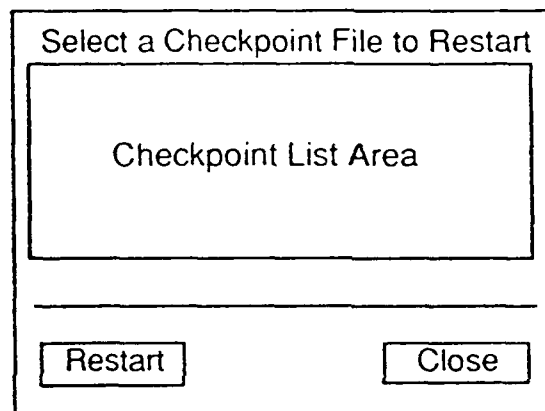 Select a Checkpoint File to Restart
Checkpoint List Area
Restart Close